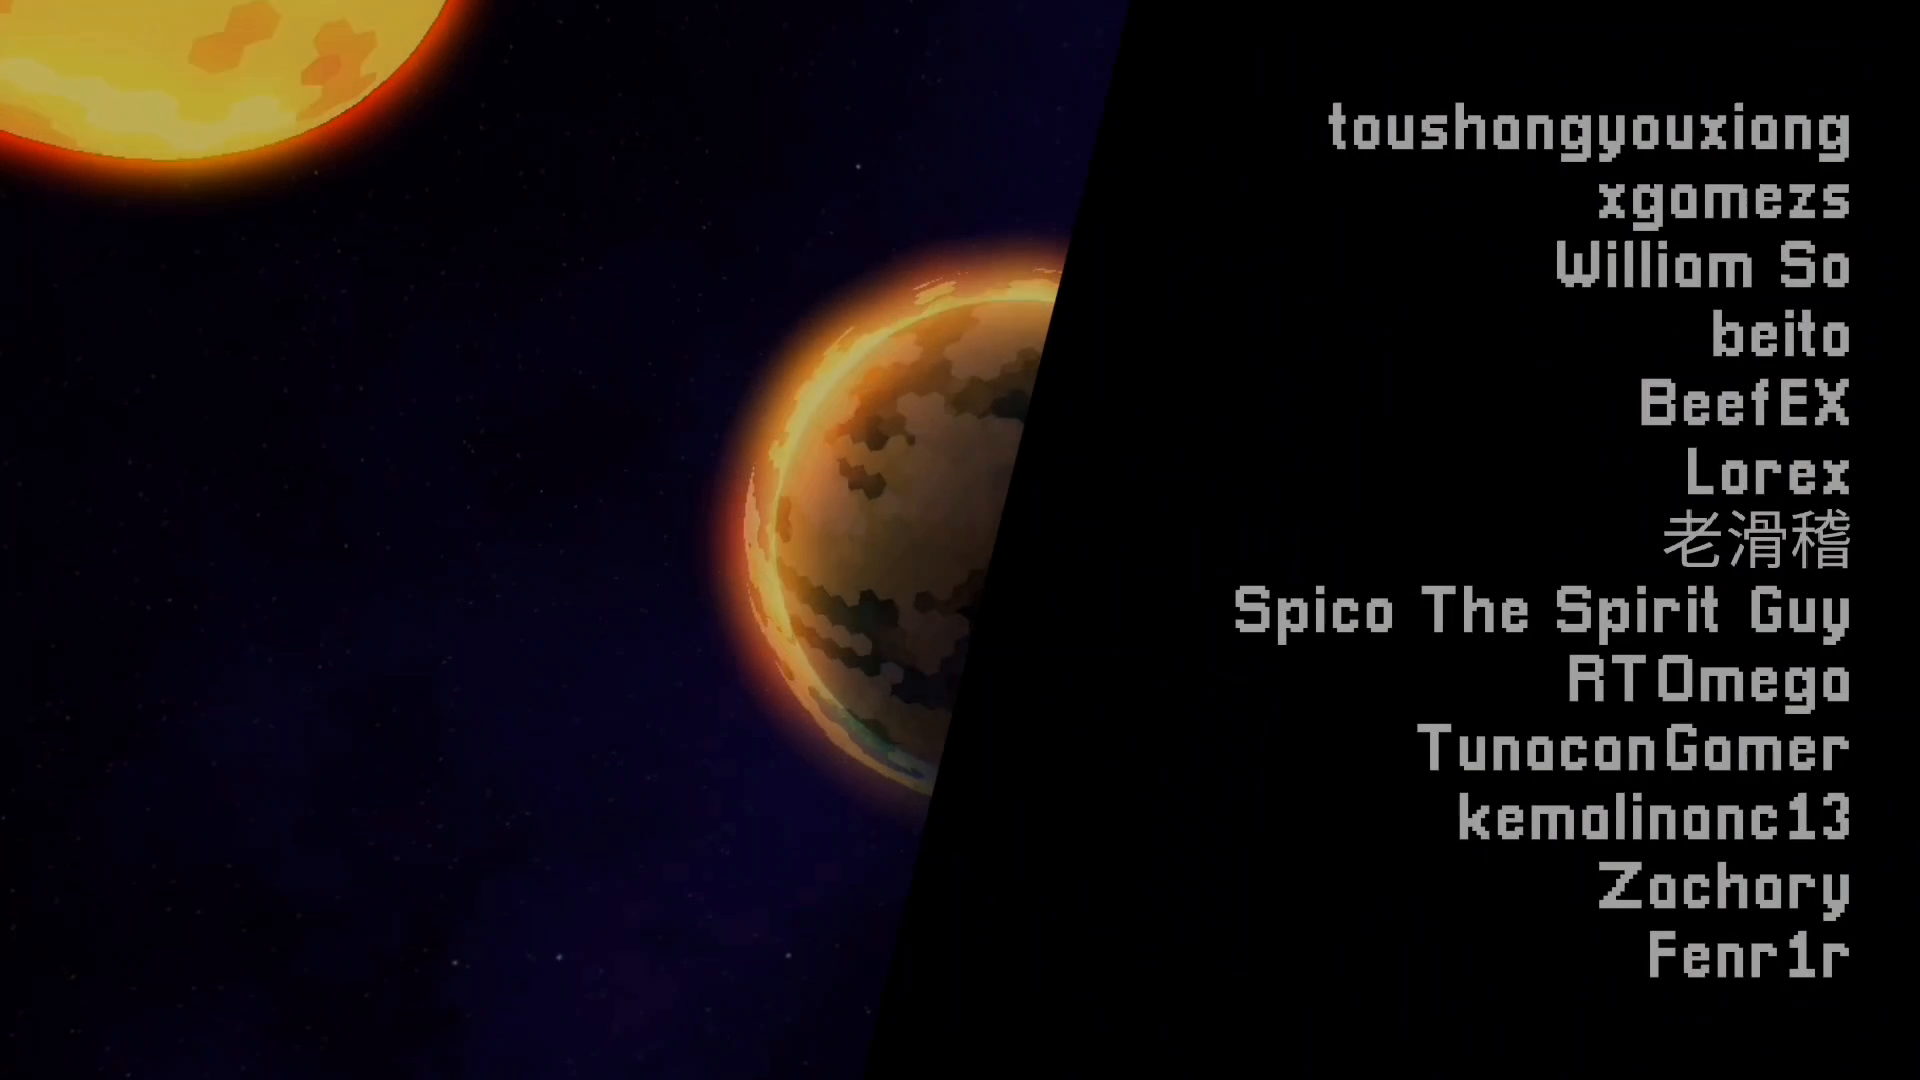 toushangyouxiang
xgamezs
William So
beito
BeefEX
Lorex
老滑稽
Spico The Spirit Guy
RTOmega
TunacanGamer
kemalinanc13
Zachary
Fenr1r